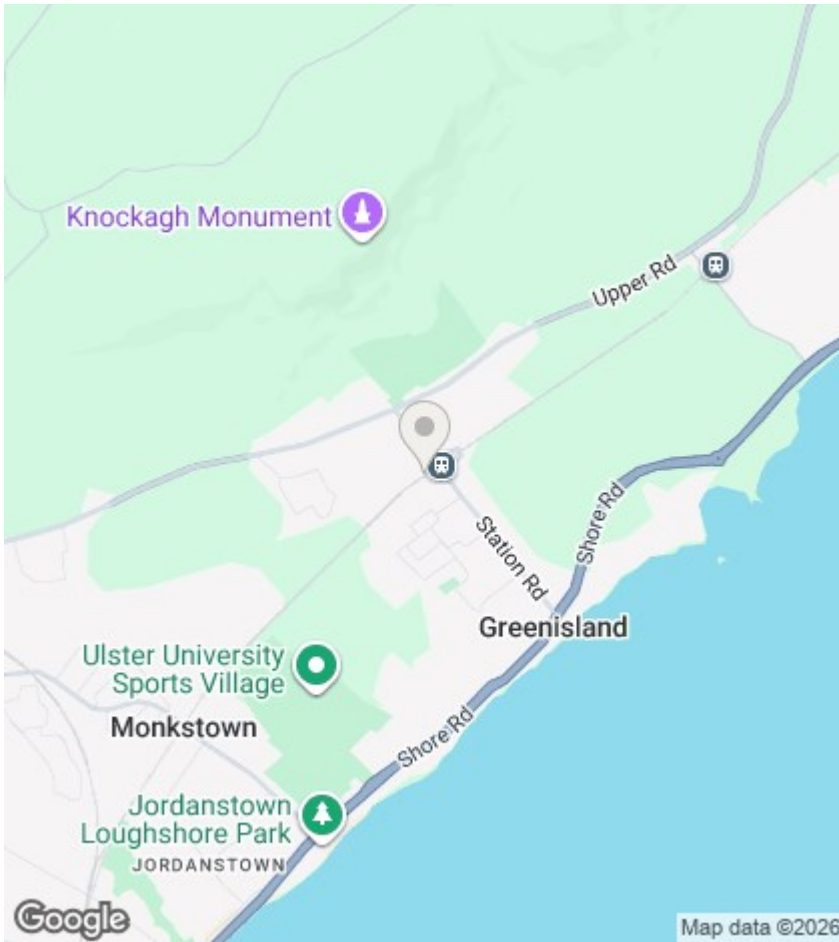 Knockagh Monument
Upper Rd
Station Rd
Shore Rd
Greenisland
Ulster University
Sports Village
Monkstown
Shore Rd
Jordanstown
Loughshore Park
JORDANSTOWN
Google
Map data ©2026